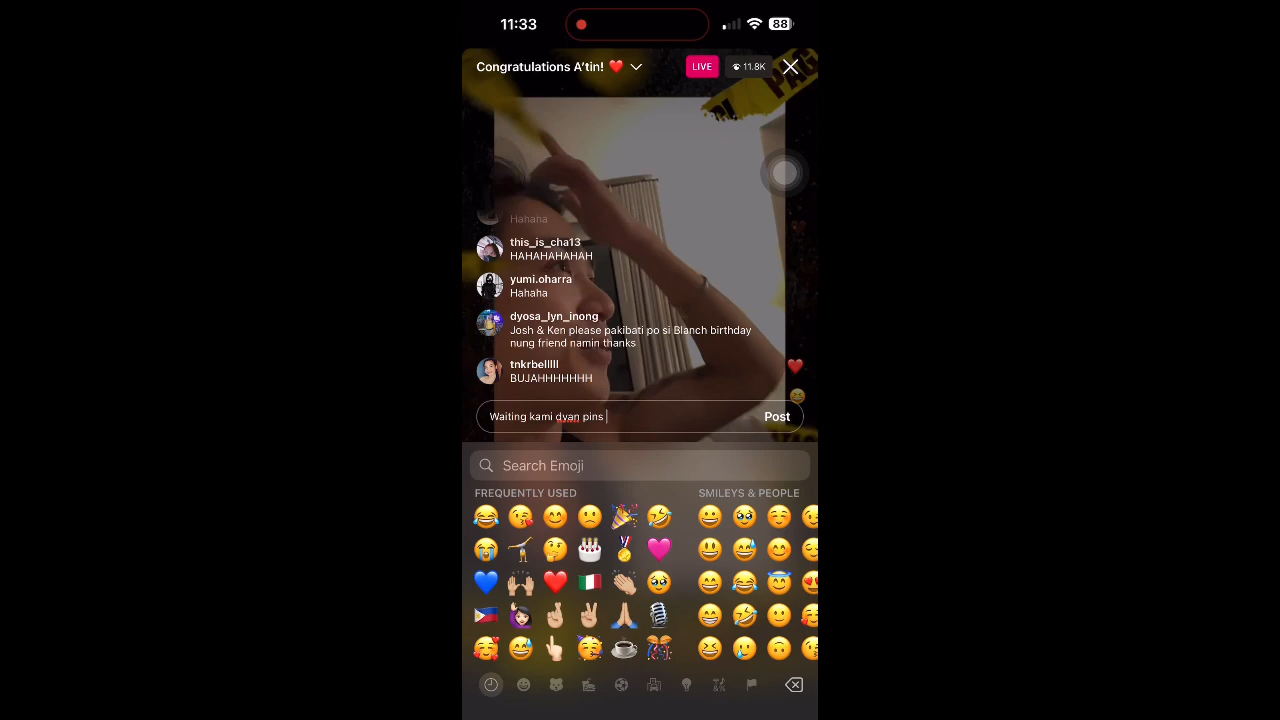 11:33
88
Congratulations A'tin! ❤️
LIVE
11.8K
PAG
Hahaha
this_is_cha13
HAHAHAHAHAH
yumi.oharra
Hahaha
dyosa_lyn_inong
Josh & Ken please pakibati po si Blanch birthday
nung friend namin thanks
tnkrbelllll
BUJAHHHHHHH
Waiting kami dyan pins
Post
Search Emoji
FREQUENTLY USED
SMILEYS & PEOPLE